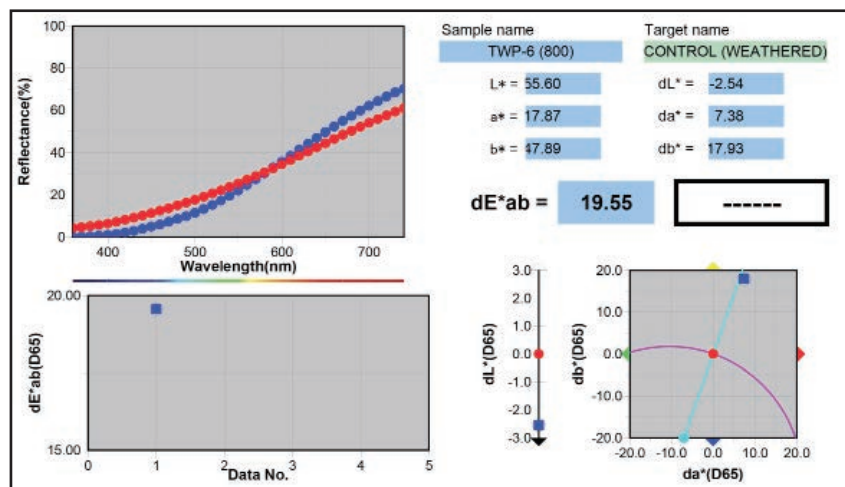 100
80
60
40
20
0
Reflectance(%)
400
500
600
700
Wavelength(nm)
Sample name
Target name
TWP-6 (800)
CONTROL (WEATHERED)
L* = 55.60
dL* = -2.54
a* = 17.87
da* = 7.38
b* = 47.89
db* = 17.93
dE*ab = 19.55
------
20.00
15.00
dE*ab(D65)
0
1
2
3
4
5
Data No.
3.0
2.0
1.0
0.0
-1.0
-2.0
-3.0
dL*(D65)
20.0
10.0
0.0
-10.0
-20.0
db*(D65)
-20.0
-10.0
0.0
10.0
20.0
da*(D65)